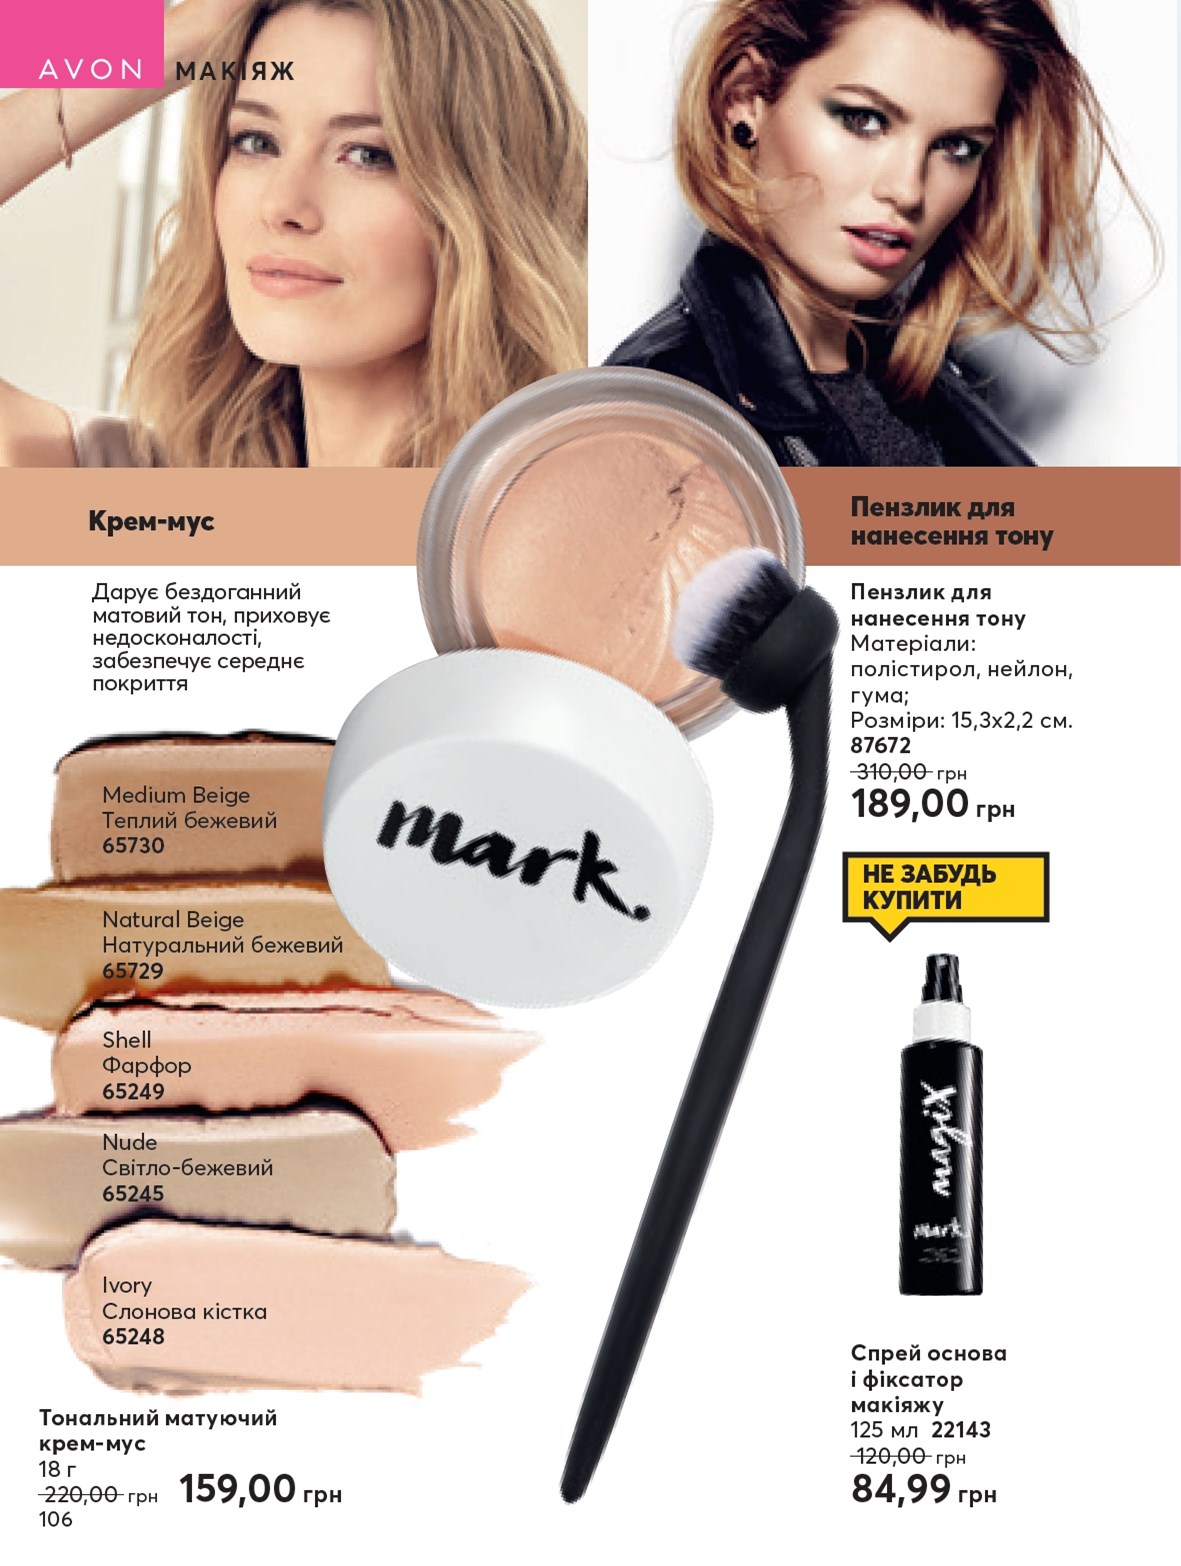 AVON МАКІЯЖ
Крем-мус
Дарує бездоганний
матовий тон, приховує
недосконалості,
забезпечує середнє
покриття
Medium Beige
Теплий бежевий
65730
Natural Beige
Натуральний бежевий
65729
Shell
Фарфор
65249
Nude
Світло-бежевий
65245
Ivory
Слонова кістка
65248
Тональний матуючий
крем-мус
18 г
220,00 грн 159,00 грн
106
mark.
Пензлик для
нанесення тону
Пензлик для
нанесення тону
Матеріали:
полістирол, нейлон,
гума;
Розміри: 15,3х2,2 см.
87672
310,00 грн
189,00 грн
НЕ ЗАБУДЬ
КУПИТИ
magiX
mark.
Спрей основа
і фіксатор
макіяжу
125 мл 22143
120,00 грн
84,99 грн